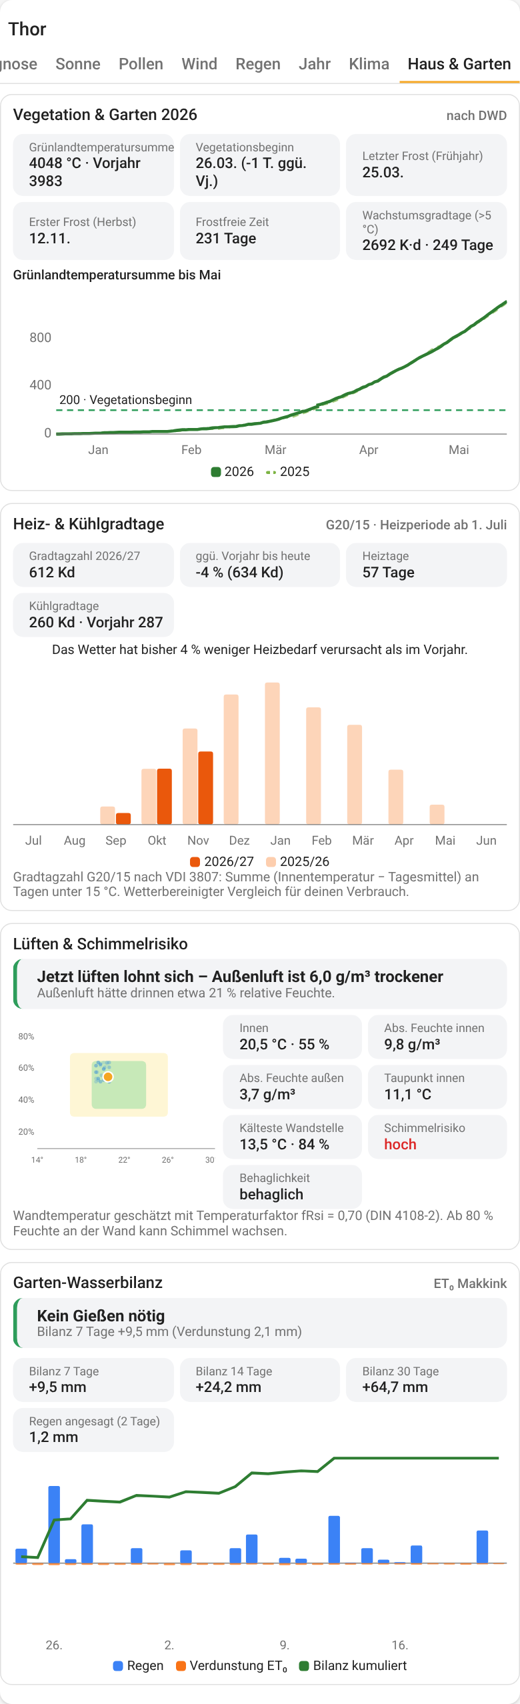 Thor
gnose Sonne Pollen Wind Regen Jahr Klima Haus & Garten
Vegetation & Garten 2026
nach DWD
Grünlandtemperatursumme
4048 °C · Vorjahr
3983
Vegetationsbeginn
26.03. (-1 T. ggü.
Vj.)
Letzter Frost (Frühjahr)
25.03.
Erster Frost (Herbst)
12.11.
Frostfreie Zeit
231 Tage
Wachstumsgradtage (>5
°C)
2692 K·d · 249 Tage
Grünlandtemperatursumme bis Mai
800
400
200 · Vegetationsbeginn
0
Jan Feb Mär Apr Mai
2026 2025
Heiz- & Kühlgradtage
G20/15 · Heizperiode ab 1. Juli
Gradtagzahl 2026/27
612 Kd
ggü. Vorjahr bis heute
-4 % (634 Kd)
Heiztage
57 Tage
Kühlgradtage
260 Kd · Vorjahr 287
Das Wetter hat bisher 4 % weniger Heizbedarf verursacht als im Vorjahr.
Jul Aug Sep Okt Nov Dez Jan Feb Mär Apr Mai Jun
2026/27 2025/26
Gradtagzahl G20/15 nach VDI 3807: Summe (Innentemperatur − Tagesmittel) an
Tagen unter 15 °C. Wetterbereinigter Vergleich für deinen Verbrauch.
Lüften & Schimmelrisiko
Jetzt lüften lohnt sich – Außenluft ist 6,0 g/m³ trockener
Außenluft hätte drinnen etwa 21 % relative Feuchte.
80%
60%
40%
20%
14° 18° 22° 26° 30
Innen
20,5 °C · 55 %
Abs. Feuchte innen
9,8 g/m³
Abs. Feuchte außen
3,7 g/m³
Taupunkt innen
11,1 °C
Kälteste Wandstelle
13,5 °C · 84 %
Schimmelrisiko
hoch
Behaglichkeit
behaglich
Wandtemperatur geschätzt mit Temperaturfaktor fRsi = 0,70 (DIN 4108-2). Ab 80 %
Feuchte an der Wand kann Schimmel wachsen.
Garten-Wasserbilanz
ET₀ Makkink
Kein Gießen nötig
Bilanz 7 Tage +9,5 mm (Verdunstung 2,1 mm)
Bilanz 7 Tage
+9,5 mm
Bilanz 14 Tage
+24,2 mm
Bilanz 30 Tage
+64,7 mm
Regen angesagt (2 Tage)
1,2 mm
26. 2. 9. 16.
Regen Verdunstung ET₀ Bilanz kumuliert